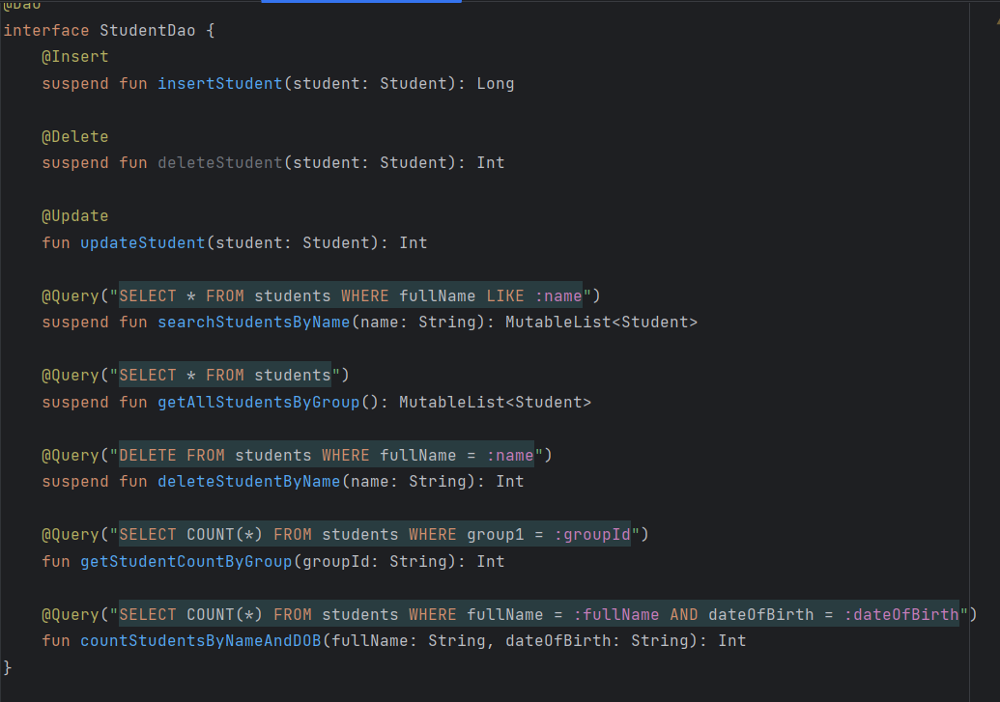 @Dao
interface StudentDao {
@Insert
suspend fun insertStudent(student: Student): Long
@Delete
suspend fun deleteStudent(student: Student): Int
@Update
fun updateStudent(student: Student): Int
@Query("SELECT * FROM students WHERE fullName LIKE :name")
suspend fun searchStudentsByName(name: String): MutableList<Student>
@Query("SELECT * FROM students")
suspend fun getAllStudentsByGroup(): MutableList<Student>
@Query("DELETE FROM students WHERE fullName = :name")
suspend fun deleteStudentByName(name: String): Int
@Query("SELECT COUNT(*) FROM students WHERE group1 = :groupId")
fun getStudentCountByGroup(groupId: String): Int
@Query("SELECT COUNT(*) FROM students WHERE fullName = :fullName AND dateOfBirth = :dateOfBirth")
fun countStudentsByNameAndDOB(fullName: String, dateOfBirth: String): Int
}